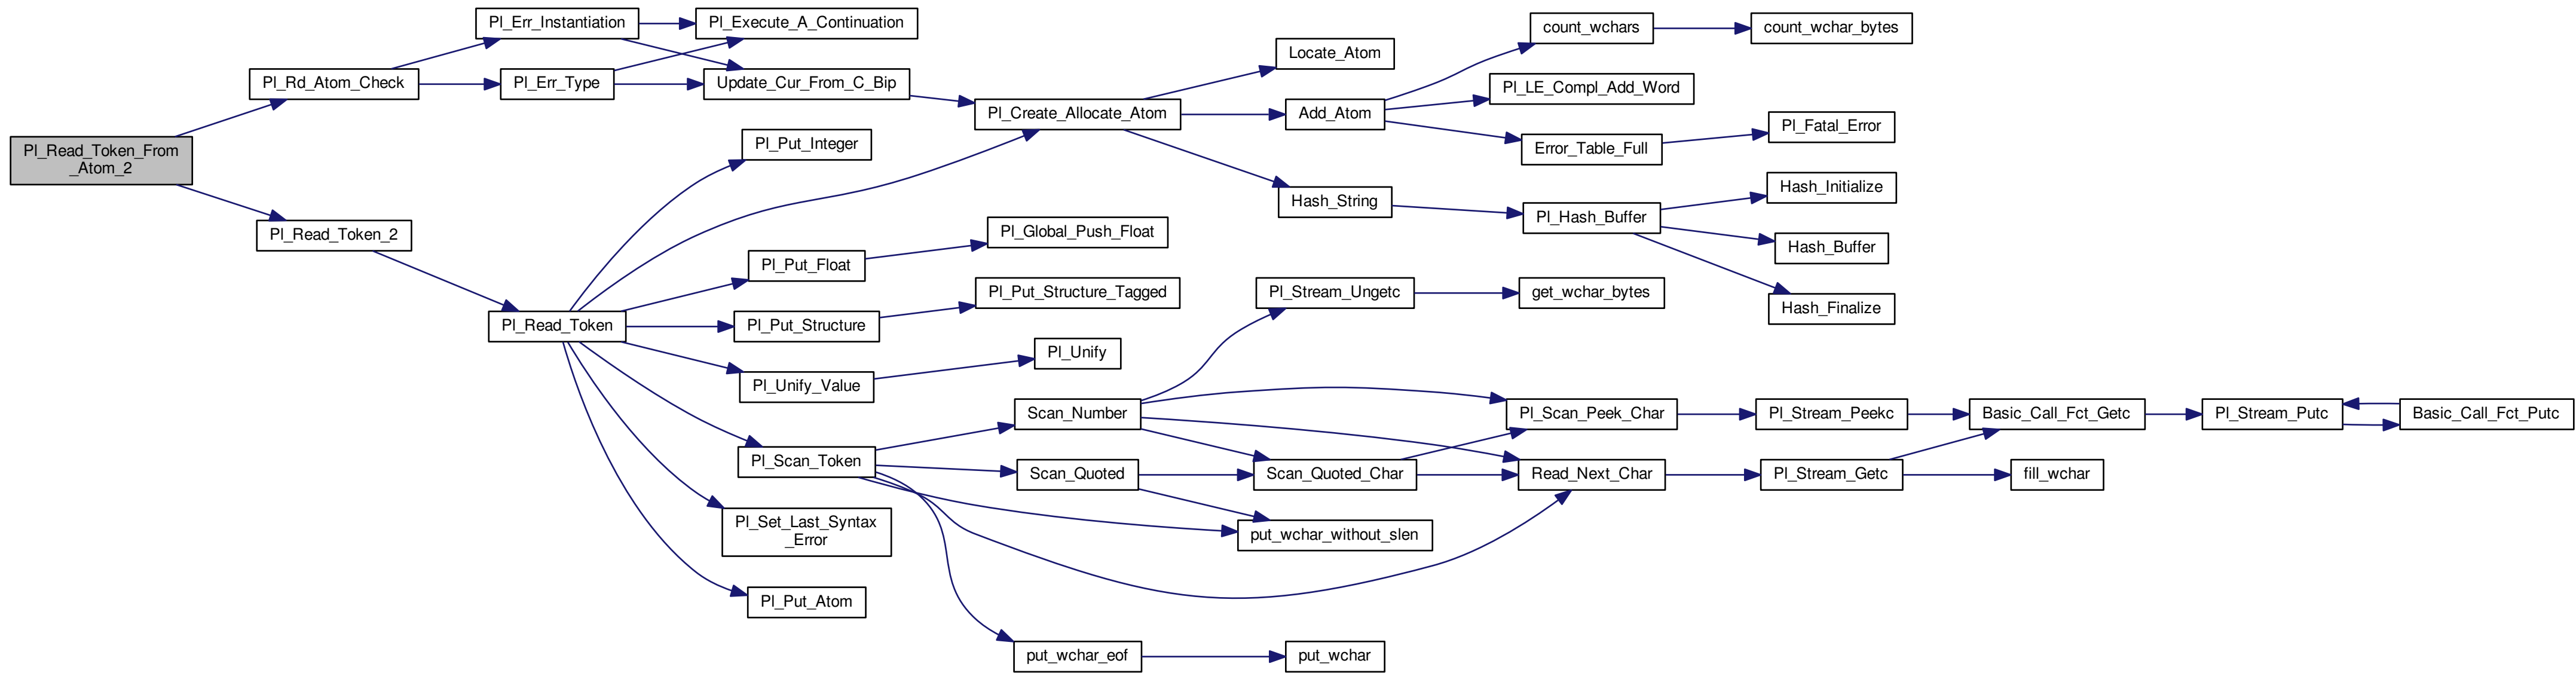 Pl_Read_Token_From
_Atom_2
Pl_Rd_Atom_Check
Pl_Read_Token_2
Pl_Err_Instantiation
Pl_Err_Type
Pl_Read_Token
Pl_Execute_A_Continuation
Update_Cur_From_C_Bip
Pl_Put_Integer
Pl_Put_Float
Pl_Put_Structure
Pl_Unify_Value
Pl_Scan_Token
Pl_Set_Last_Syntax
_Error
Pl_Put_Atom
Pl_Create_Allocate_Atom
Pl_Global_Push_Float
Pl_Put_Structure_Tagged
Pl_Unify
Scan_Number
Scan_Quoted
put_wchar_eof
Locate_Atom
Add_Atom
Hash_String
Pl_Stream_Ungetc
Scan_Quoted_Char
put_wchar_without_slen
put_wchar
count_wchars
Pl_LE_Compl_Add_Word
Error_Table_Full
Pl_Hash_Buffer
get_wchar_bytes
Pl_Scan_Peek_Char
Read_Next_Char
count_wchar_bytes
Pl_Fatal_Error
Hash_Initialize
Hash_Buffer
Hash_Finalize
Pl_Stream_Peekc
Pl_Stream_Getc
Basic_Call_Fct_Getc
fill_wchar
Pl_Stream_Putc
Basic_Call_Fct_Putc